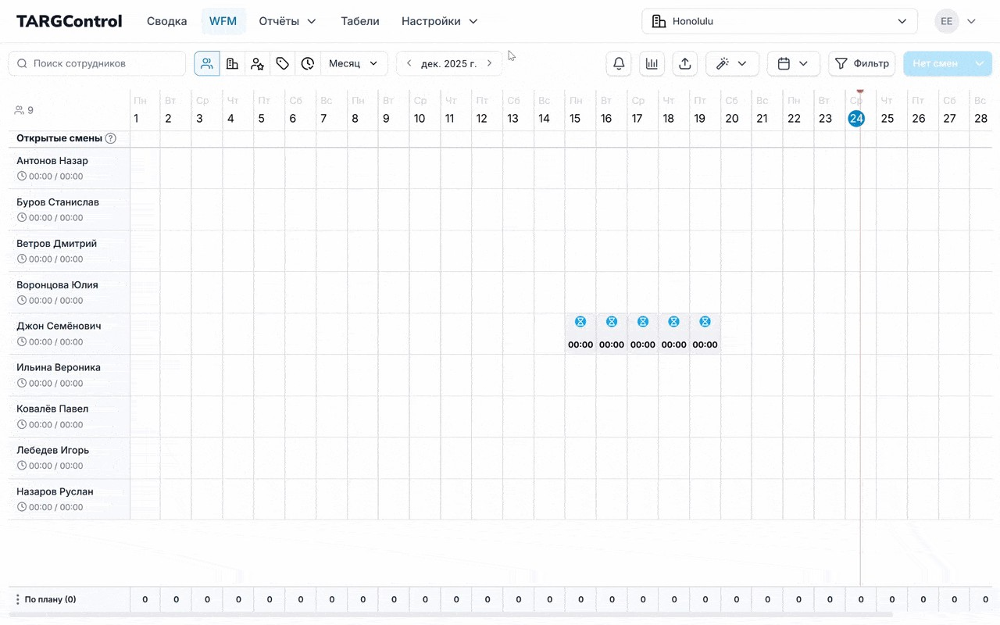 TARGControl Сводка WFM Отчёты Табели Настройки Honolulu EE
Поиск сотрудников Месяц дек. 2025 г. Фильтр Нет смен
9 Пн Вт Ср Чт Пт Сб Вс Пн Вт Ср Чт Пт Сб Вс Пн Вт Ср Чт Пт Сб Вс Пн Вт Ср Чт Пт Сб Вс
1 2 3 4 5 6 7 8 9 10 11 12 13 14 15 16 17 18 19 20 21 22 23 24 25 26 27 28
Открытые смены ?
Антонов Назар
00:00 / 00:00
Буров Станислав
00:00 / 00:00
Ветров Дмитрий
00:00 / 00:00
Воронцова Юлия
00:00 / 00:00
Джон Семёнович
00:00 / 00:00 00:00 00:00 00:00 00:00 00:00
Ильина Вероника
00:00 / 00:00
Ковалёв Павел
00:00 / 00:00
Лебедев Игорь
00:00 / 00:00
Назаров Руслан
00:00 / 00:00
По плану (0) 0 0 0 0 0 0 0 0 0 0 0 0 0 0 0 0 0 0 0 0 0 0 0 0 0 0 0 0